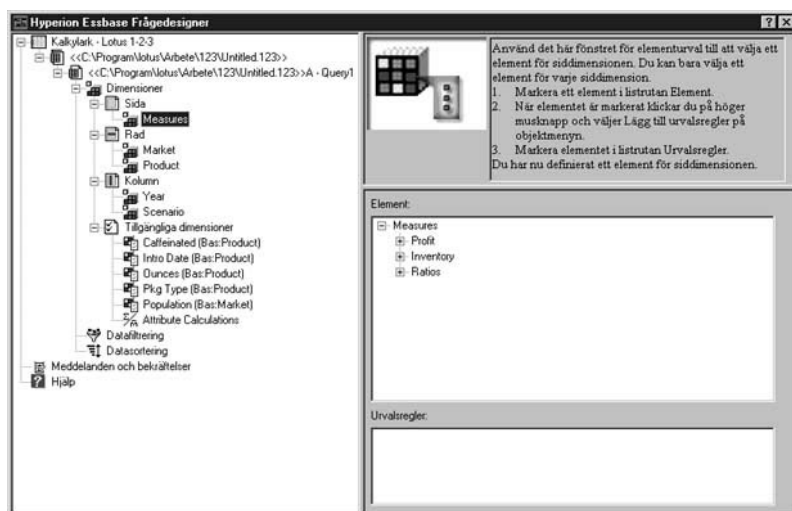 Hyperion Essbase Frågedesigner
Kalkylark - Lotus 1-2-3
<<C:\Program\lotus\Arbete\123\Untitled.123>>
<<C:\Program\lotus\Arbete\123\Untitled.123>>A - Query1
Dimensioner
Sida
Measures
Rad
Market
Product
Kolumn
Year
Scenario
Tillgängliga dimensioner
Caffeinated (Bas:Product)
Intro Date (Bas:Product)
Ounces (Bas:Product)
Pkg Type (Bas:Product)
Population (Bas:Market)
Attribute Calculations
Datafiltrering
Datasortering
Meddelanden och bekräftelser
Hjälp
Använd det här fönstret för elementurval till att välja ett
element för siddimensionen. Du kan bara välja ett
element för varje siddimension.
1. Markera ett element i listrutan Element.
2. När elementet är markerat klickar du på höger
musknapp och väljer Lägg till urvalsregler på
objektmenyn.
3. Markera elementet i listrutan Urvalsregler.
Du har nu definierat ett element för siddimensionen.
Element:
Measures
Profit
Inventory
Ratios
Urvalsregler: